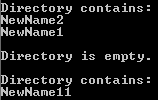 Directory contains:
NewName2
NewName1
Directory is empty.
Directory contains:
NewName11